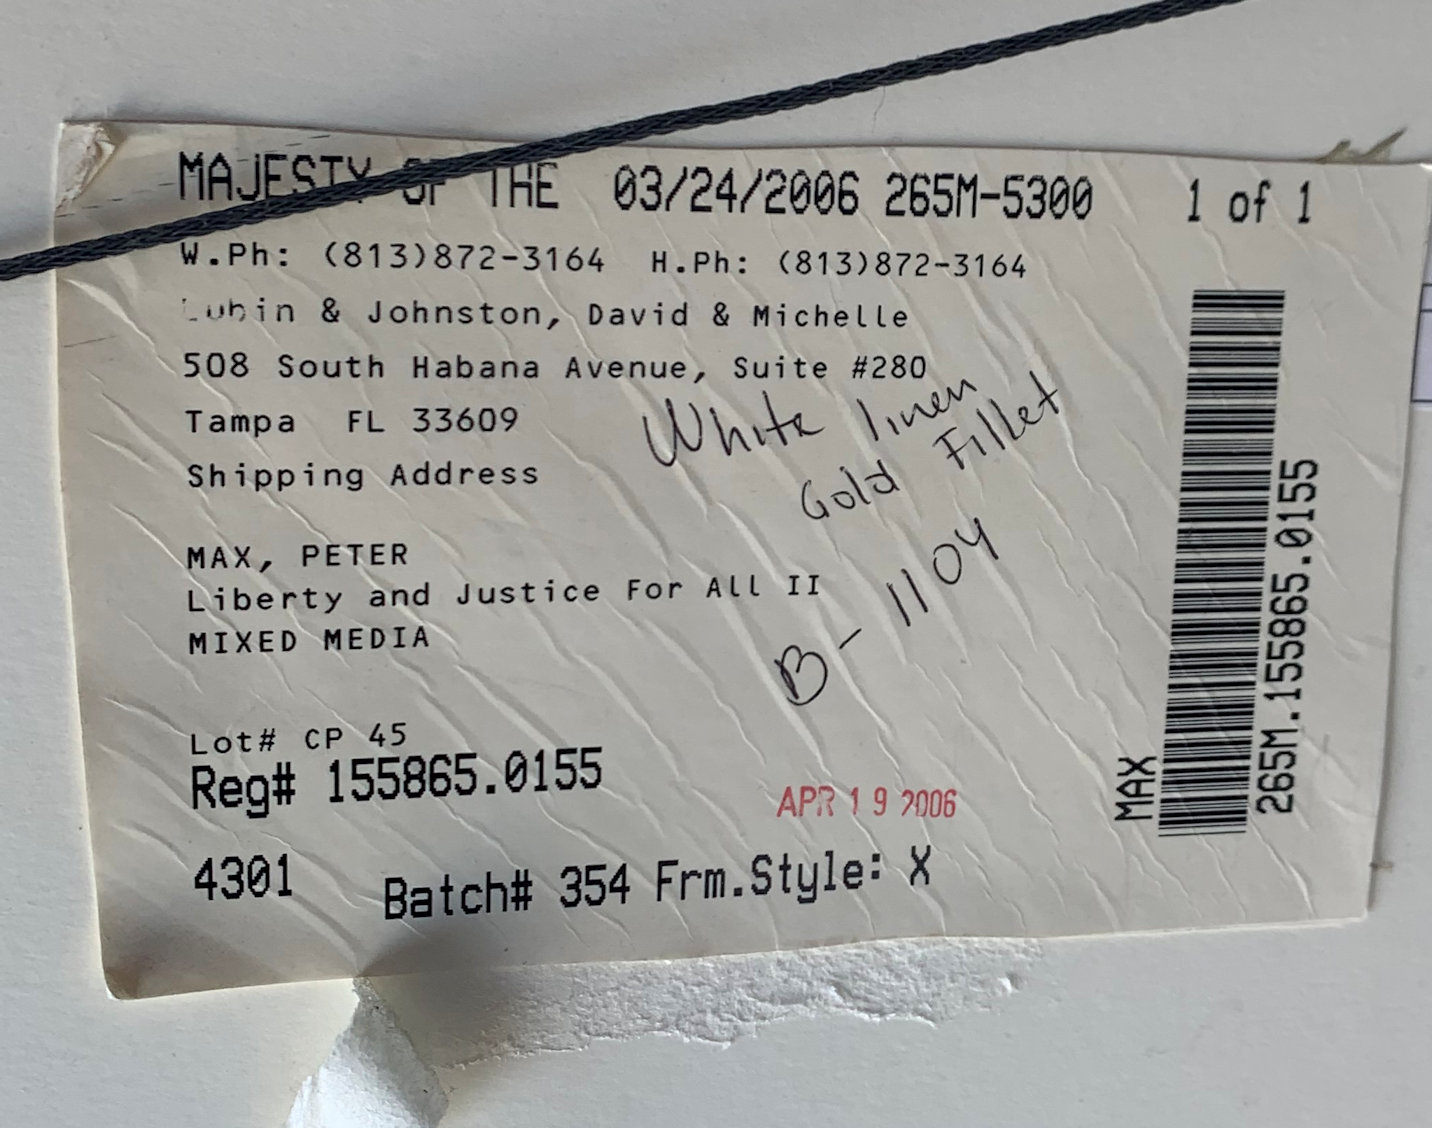 MAJESTY OF THE 03/24/2006 265M-5300 1 of 1
W.Ph: (813)872-3164 H.Ph: (813)872-3164
Lubin & Johnston, David & Michelle
508 South Habana Avenue, Suite #280
Tampa FL 33609
Shipping Address
White linen
Gold Fillet
B-1104
MAX, PETER
Liberty and Justice For All II
MIXED MEDIA
Lot# CP 45
Reg# 155865.0155
APR 19 2006
4301 Batch# 354 Frm.Style: X
MAX
265M.155865.0155